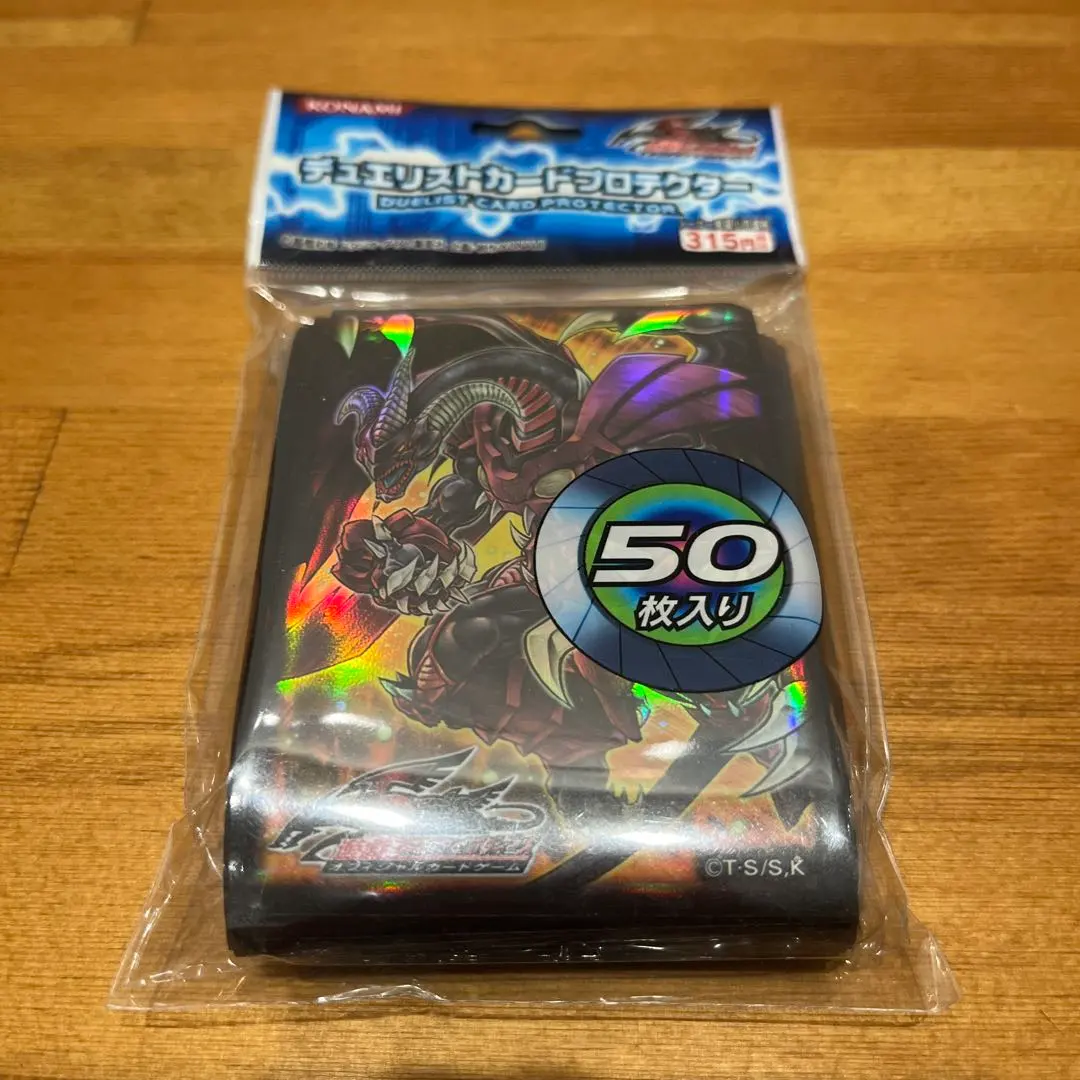 KONAMI
デュエリストカードプロテクター
DUELIST CARD PROTECTOR
315円
50
枚入り
オフィシャルカードゲーム
©T·S/S,K